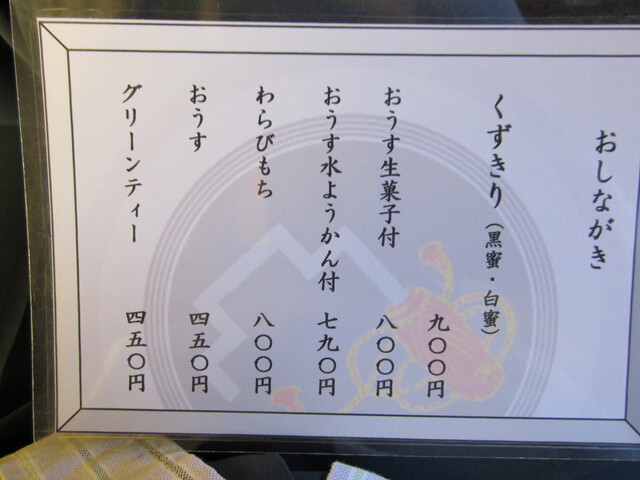 おしながき
くずきり（黒蜜・白蜜）
九〇〇円
おうす生菓子付 八〇〇円
おうす水ようかん付 七九〇円
わらびもち 八〇〇円
おうす 四五〇円
グリーンティー 四五〇円